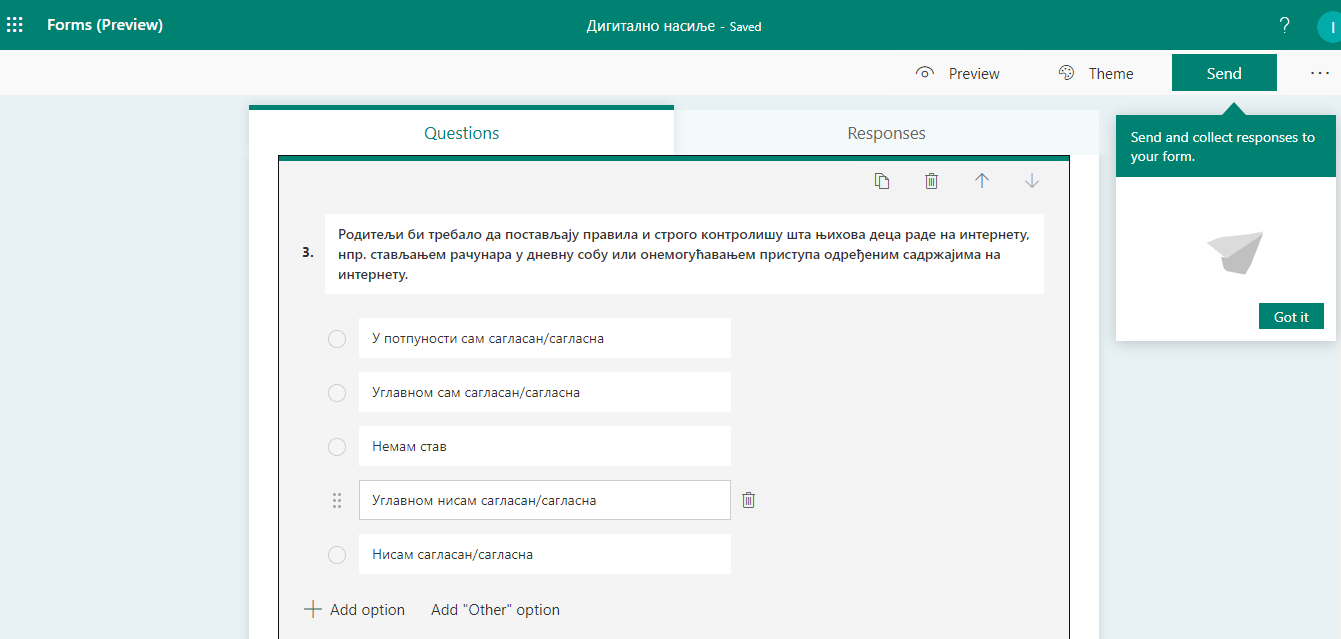 Forms (Preview)
Дигитално насиље - Saved
?
I
Preview
Theme
Send
...
Questions
Responses
Send and collect responses to
your form.
Got it
3.
Родитељи би требало да постављају правила и строго контролишу шта њихова деца раде на интернету,
нпр. стављањем рачунара у дневну собу или онемогућавањем приступа одређеним садржајима на
интернету.
У потпуности сам сагласан/сагласна
Углавном сам сагласан/сагласна
Немам став
Углавном нисам сагласан/сагласна
Нисам сагласан/сагласна
Add option
Add "Other" option